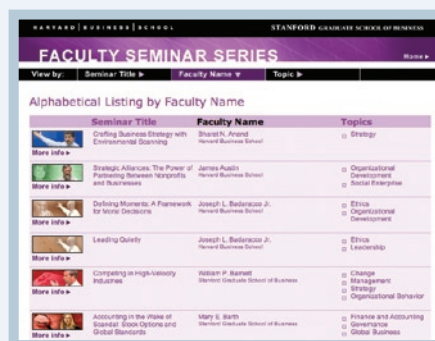 HARVARD | BUSINESS | SCHOOL
STANFORD GRADUATE SCHOOL OF BUSINESS
FACULTY SEMINAR SERIES
Home ▸
View by: Seminar Title ▸ Faculty Name ▾ Topic ▸
Alphabetical Listing by Faculty Name
Seminar Title Faculty Name Topics
Crafting Business Strategy with
Environmental Scanning
Bharat N. Anand
Harvard Business School
Strategy
More info ▸
Strategic Alliances: The Power of
Partnering Between Nonprofits
and Businesses
James Austin
Harvard Business School
Organizational
Development
Social Enterprise
More info ▸
Defining Moments: A Framework
for Moral Decisions
Joseph L. Badaracco Jr.
Harvard Business School
Ethics
Organizational
Development
More info ▸
Leading Quietly
Joseph L. Badaracco Jr.
Harvard Business School
Ethics
Leadership
More info ▸
Competing in High-Velocity
Industries
William P. Barnett
Stanford Graduate School of Business
Change
Management
Strategy
Organizational Behavior
More info ▸
Accounting in the Wake of
Scandal: Stock Options and
Global Standards
Mary E. Barth
Stanford Graduate School of Business
Finance and Accounting
Governance
Global Business
More info ▸